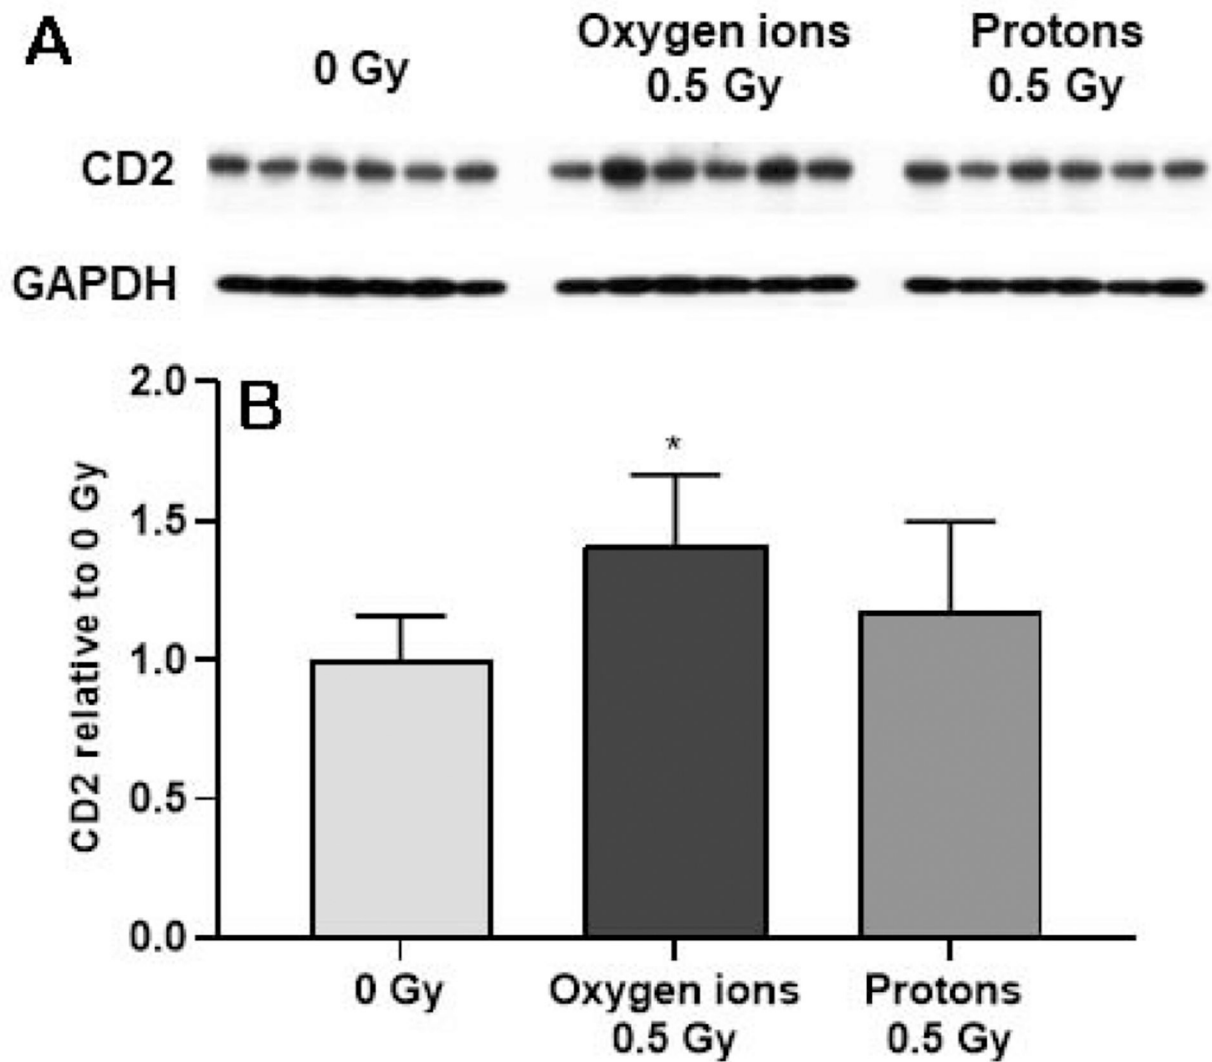 A
0 Gy
Oxygen ions
0.5 Gy
Protons
0.5 Gy
CD2
GAPDH
B
CD2 relative to 0 Gy
2.0
1.5
1.0
0.5
0.0
*
0 Gy
Oxygen ions
0.5 Gy
Protons
0.5 Gy